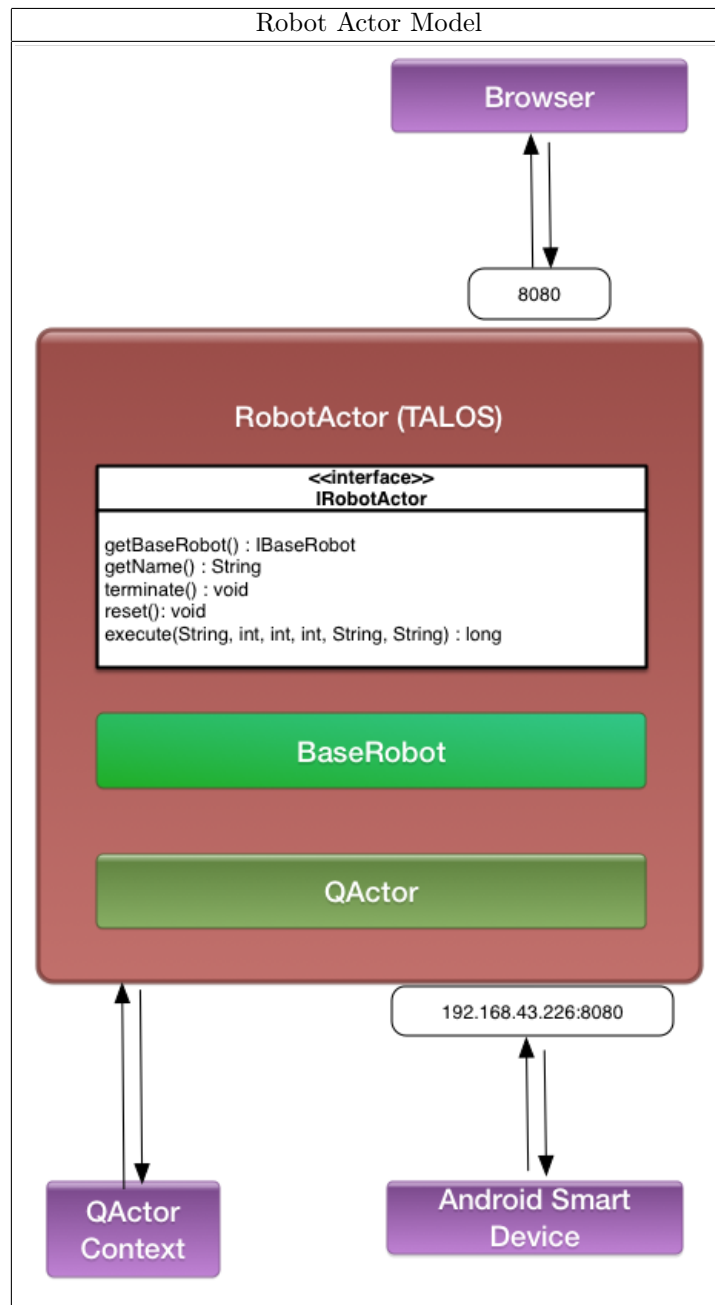 Robot Actor Model
Browser
8080
RobotActor (TALOS)
<<interface>>
IRobotActor
getBaseRobot() : IBaseRobot
getName() : String
terminate() : void
reset(): void
execute(String, int, int, int, String, String) : long
BaseRobot
QActor
192.168.43.226:8080
QActor
Context
Android Smart
Device